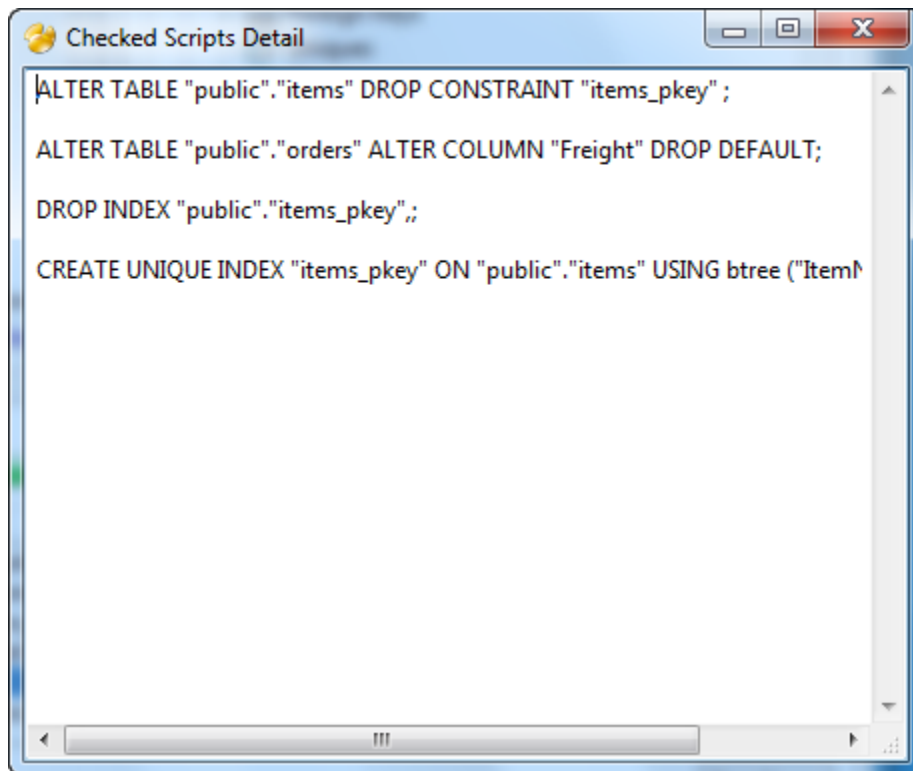 Checked Scripts Detail
ALTER TABLE "public"."items" DROP CONSTRAINT "items_pkey" ;
ALTER TABLE "public"."orders" ALTER COLUMN "Freight" DROP DEFAULT;
DROP INDEX "public"."items_pkey",;
CREATE UNIQUE INDEX "items_pkey" ON "public"."items" USING btree